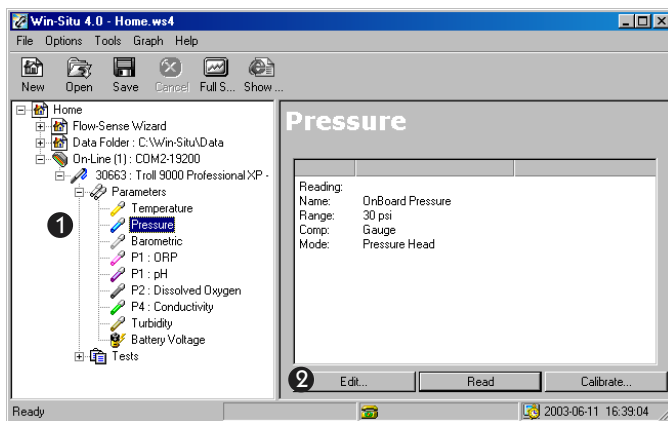 Win-Situ 4.0 - Home.ws4
File Options Tools Graph Help
New Open Save Cancel Full S... Show ...
Home
Flow-Sense Wizard
Data Folder : C:\Win-Situ\Data
On-Line (1) : COM2-19200
30663 : Troll 9000 Professional XP -
Parameters
Temperature
1 Pressure
Barometric
P1 : ORP
P1 : pH
P2 : Dissolved Oxygen
P4 : Conductivity
Turbidity
Battery Voltage
Tests
Pressure
Reading:
Name: OnBoard Pressure
Range: 30 psi
Comp: Gauge
Mode: Pressure Head
2 Edit... Read Calibrate...
Ready 2003-06-11 16:39:04